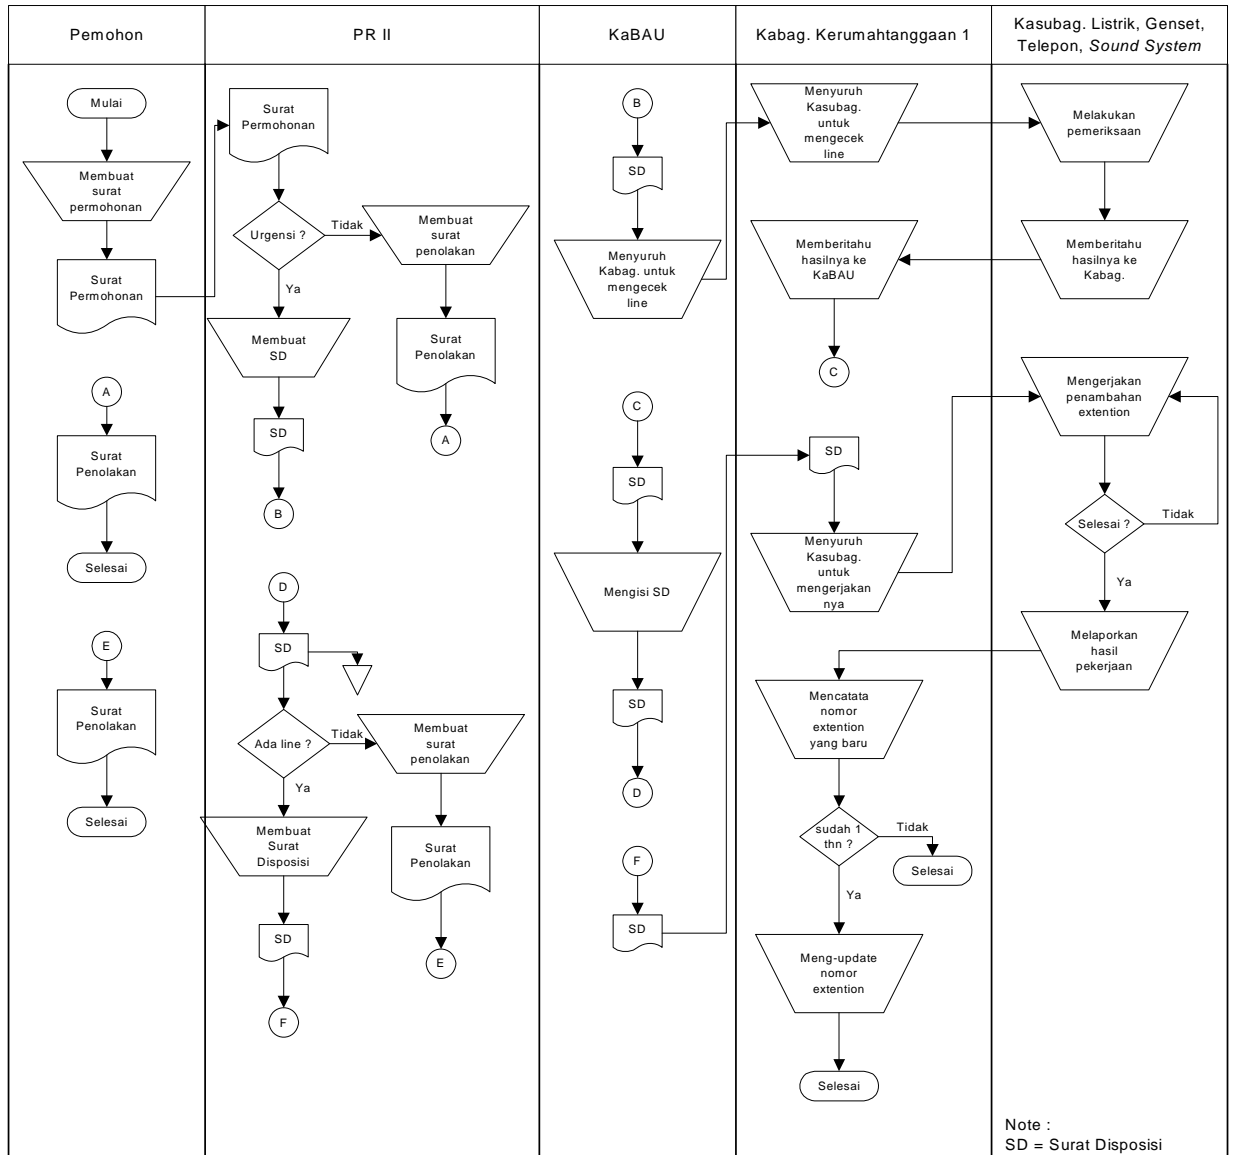 Pemohon
PR II
KaBAU
Kabag. Kerumahtanggaan 1
Kasubag. Listrik, Genset,
Telepon, Sound System
Mulai
Membuat
surat
permohonan
Surat
Permohonan
A
Surat
Penolakan
Selesai
E
Surat
Penolakan
Selesai
Surat
Permohonan
Urgensi ?
Tidak
Membuat
surat
penolakan
Ya
Membuat
SD
Surat
Penolakan
SD
A
B
D
SD
Ada line ?
Tidak
Membuat
surat
penolakan
Ya
Membuat
Surat
Disposisi
Surat
Penolakan
SD
E
F
B
SD
Menyuruh
Kabag. untuk
mengecek
line
C
SD
Mengisi SD
SD
D
F
SD
Menyuruh
Kasubag.
untuk
mengecek
line
Memberitahu
hasilnya ke
KaBAU
C
SD
Menyuruh
Kasubag.
untuk
mengerjakan
nya
Mencatata
nomor
extention
yang baru
sudah 1
thn ?
Tidak
Selesai
Ya
Meng-update
nomor
extention
Selesai
Melakukan
pemeriksaan
Memberitahu
hasilnya ke
Kabag.
Mengerjakan
penambahan
extention
Selesai ?
Tidak
Ya
Melaporkan
hasil
pekerjaan
Note :
SD = Surat Disposisi